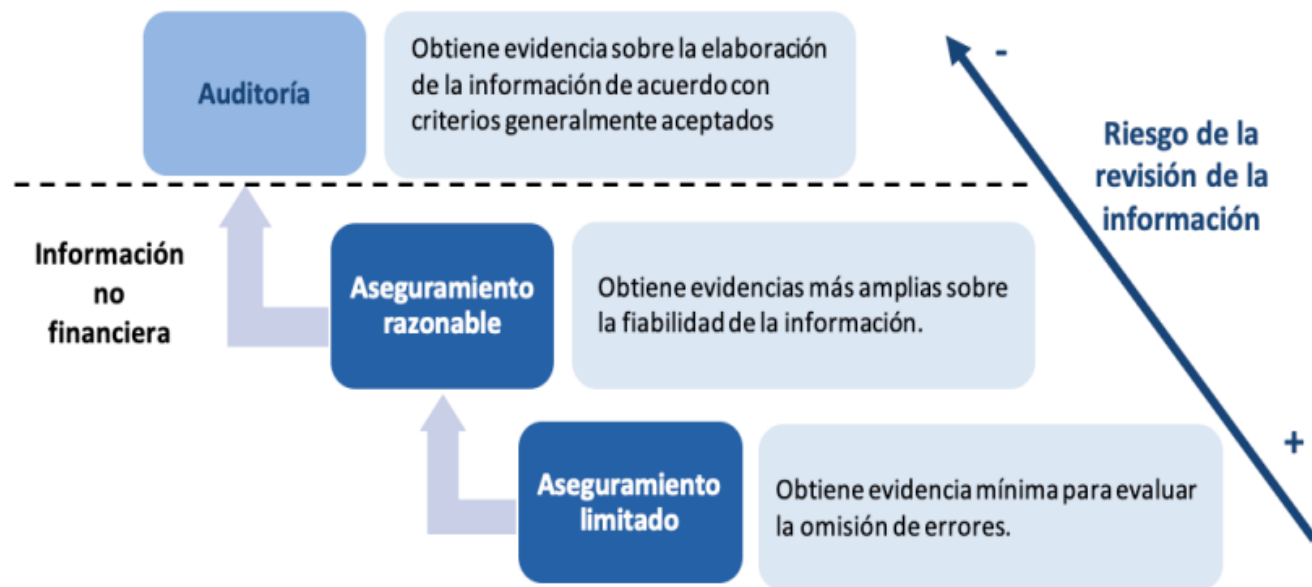 Auditoría
Obtiene evidencia sobre la elaboración
de la información de acuerdo con
criterios generalmente aceptados
-
Riesgo de la
revisión de la
información
Información
no
financiera
Aseguramiento
razonable
Obtiene evidencias más amplias sobre
la fiabilidad de la información.
+
Aseguramiento
limitado
Obtiene evidencia mínima para evaluar
la omisión de errores.